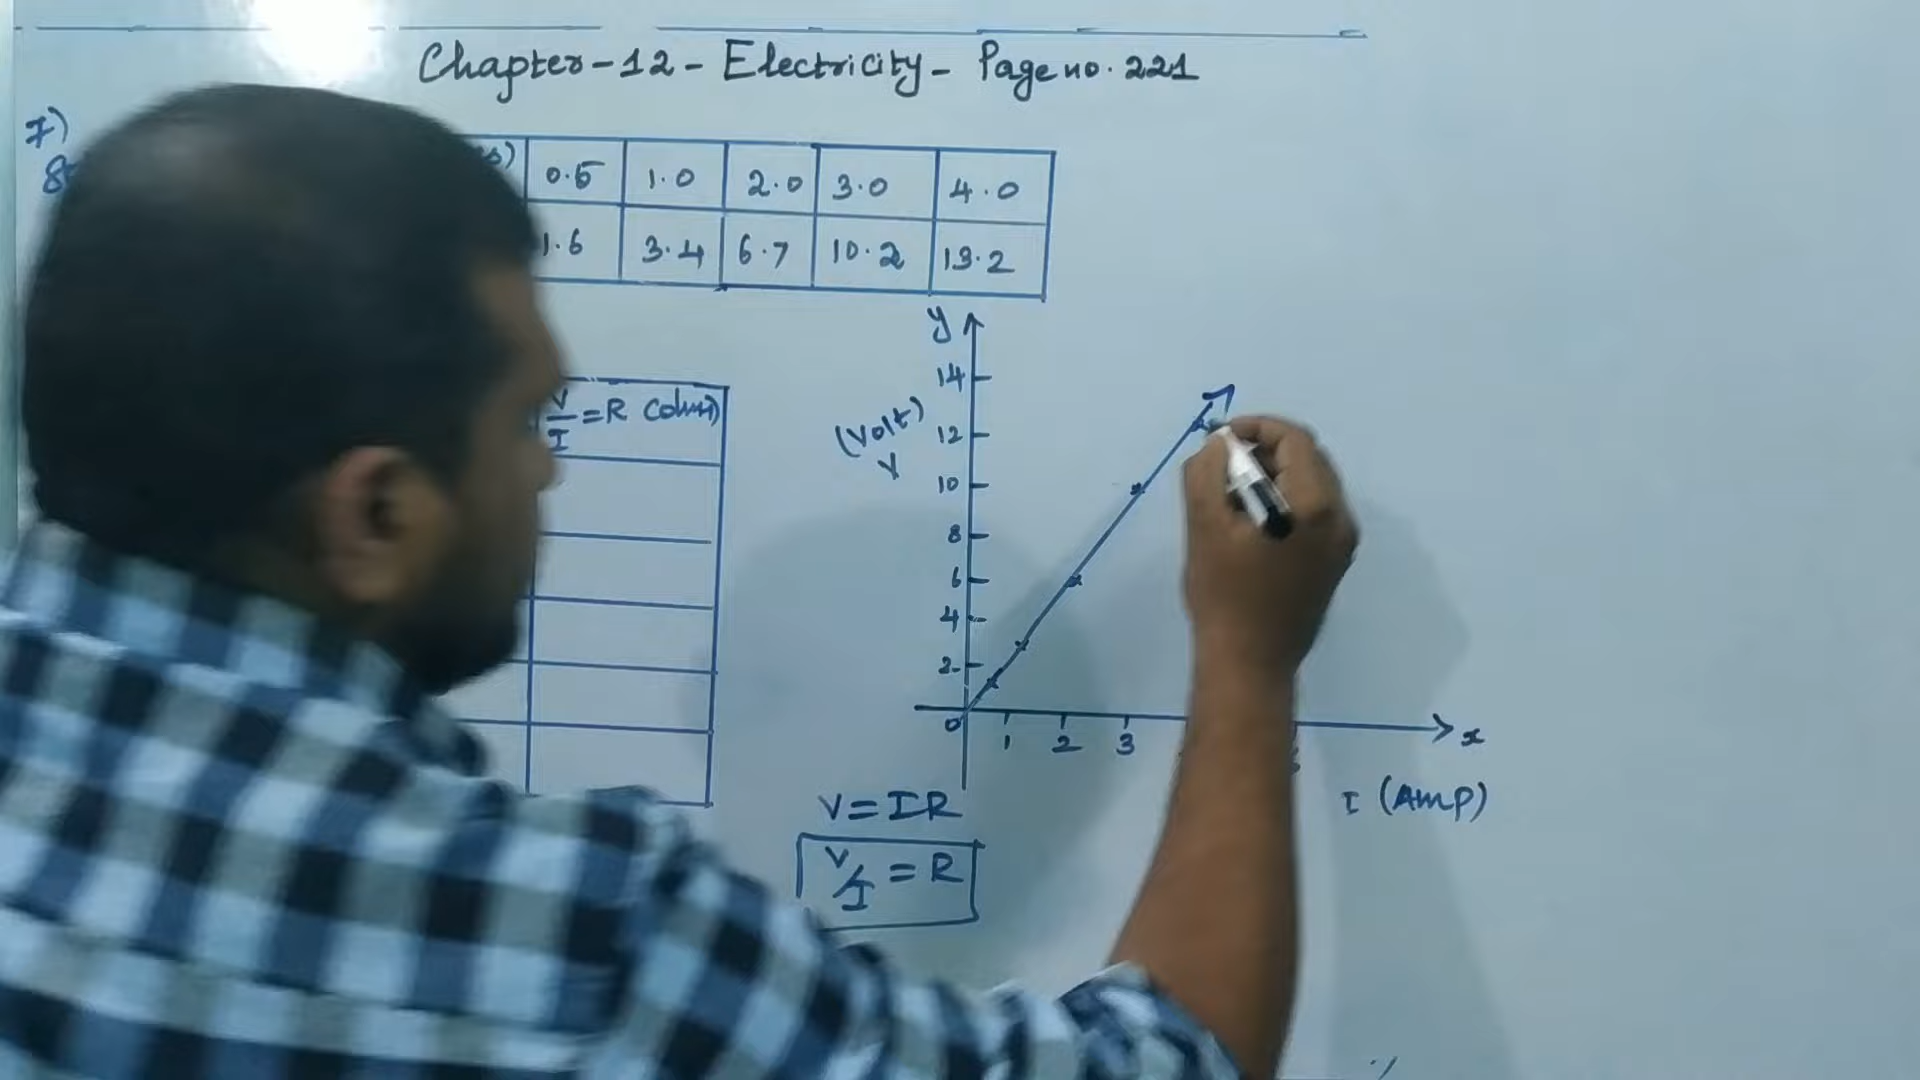 Chapter-12-Electricity- Page no. 221
7)
0.5 1.0 2.0 3.0 4.0
1.6 3.4 6.7 10.2 13.2
y
14
(Volt)
V
12
10
8
6
4
2
0
1 2 3
x
I (Amp)
V/I = R (ohm)
V = IR
V/I = R